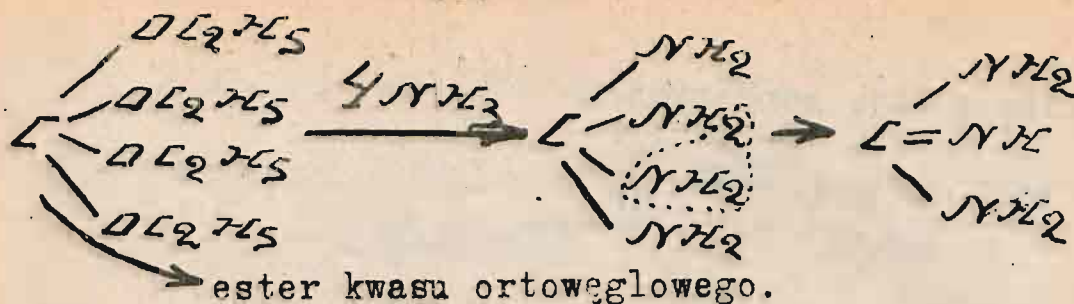 OC2H5
OC2H5
C
OC2H5
OC2H5
4NH3
NH2
NH2
C
NH2
NH2
NH2
C = NH
NH2
ester kwasu ortowęglowego.